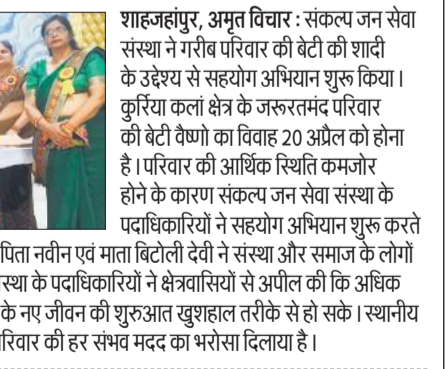 शाहजहांपुर, अमृत विचार : संकल्प जन सेवा
संस्था ने गरीब परिवार की बेटी की शादी
के उद्देश्य से सहयोग अभियान शुरू किया।
कुर्रिया कलां क्षेत्र के जरूरतमंद परिवार
की बेटी वैष्णो का विवाह 20 अप्रैल को होना
है। परिवार की आर्थिक स्थिति कमजोर
होने के कारण संकल्प जन सेवा संस्था के
पदाधिकारियों ने सहयोग अभियान शुरू करते
पिता नवीन एवं माता बिटोली देवी ने संस्था और समाज के लोगों
स्था के पदाधिकारियों ने क्षेत्रवासियों से अपील की कि अधिक
के नए जीवन की शुरुआत खुशहाल तरीके से हो सके। स्थानीय
रिवार की हर संभव मदद का भरोसा दिलाया है।